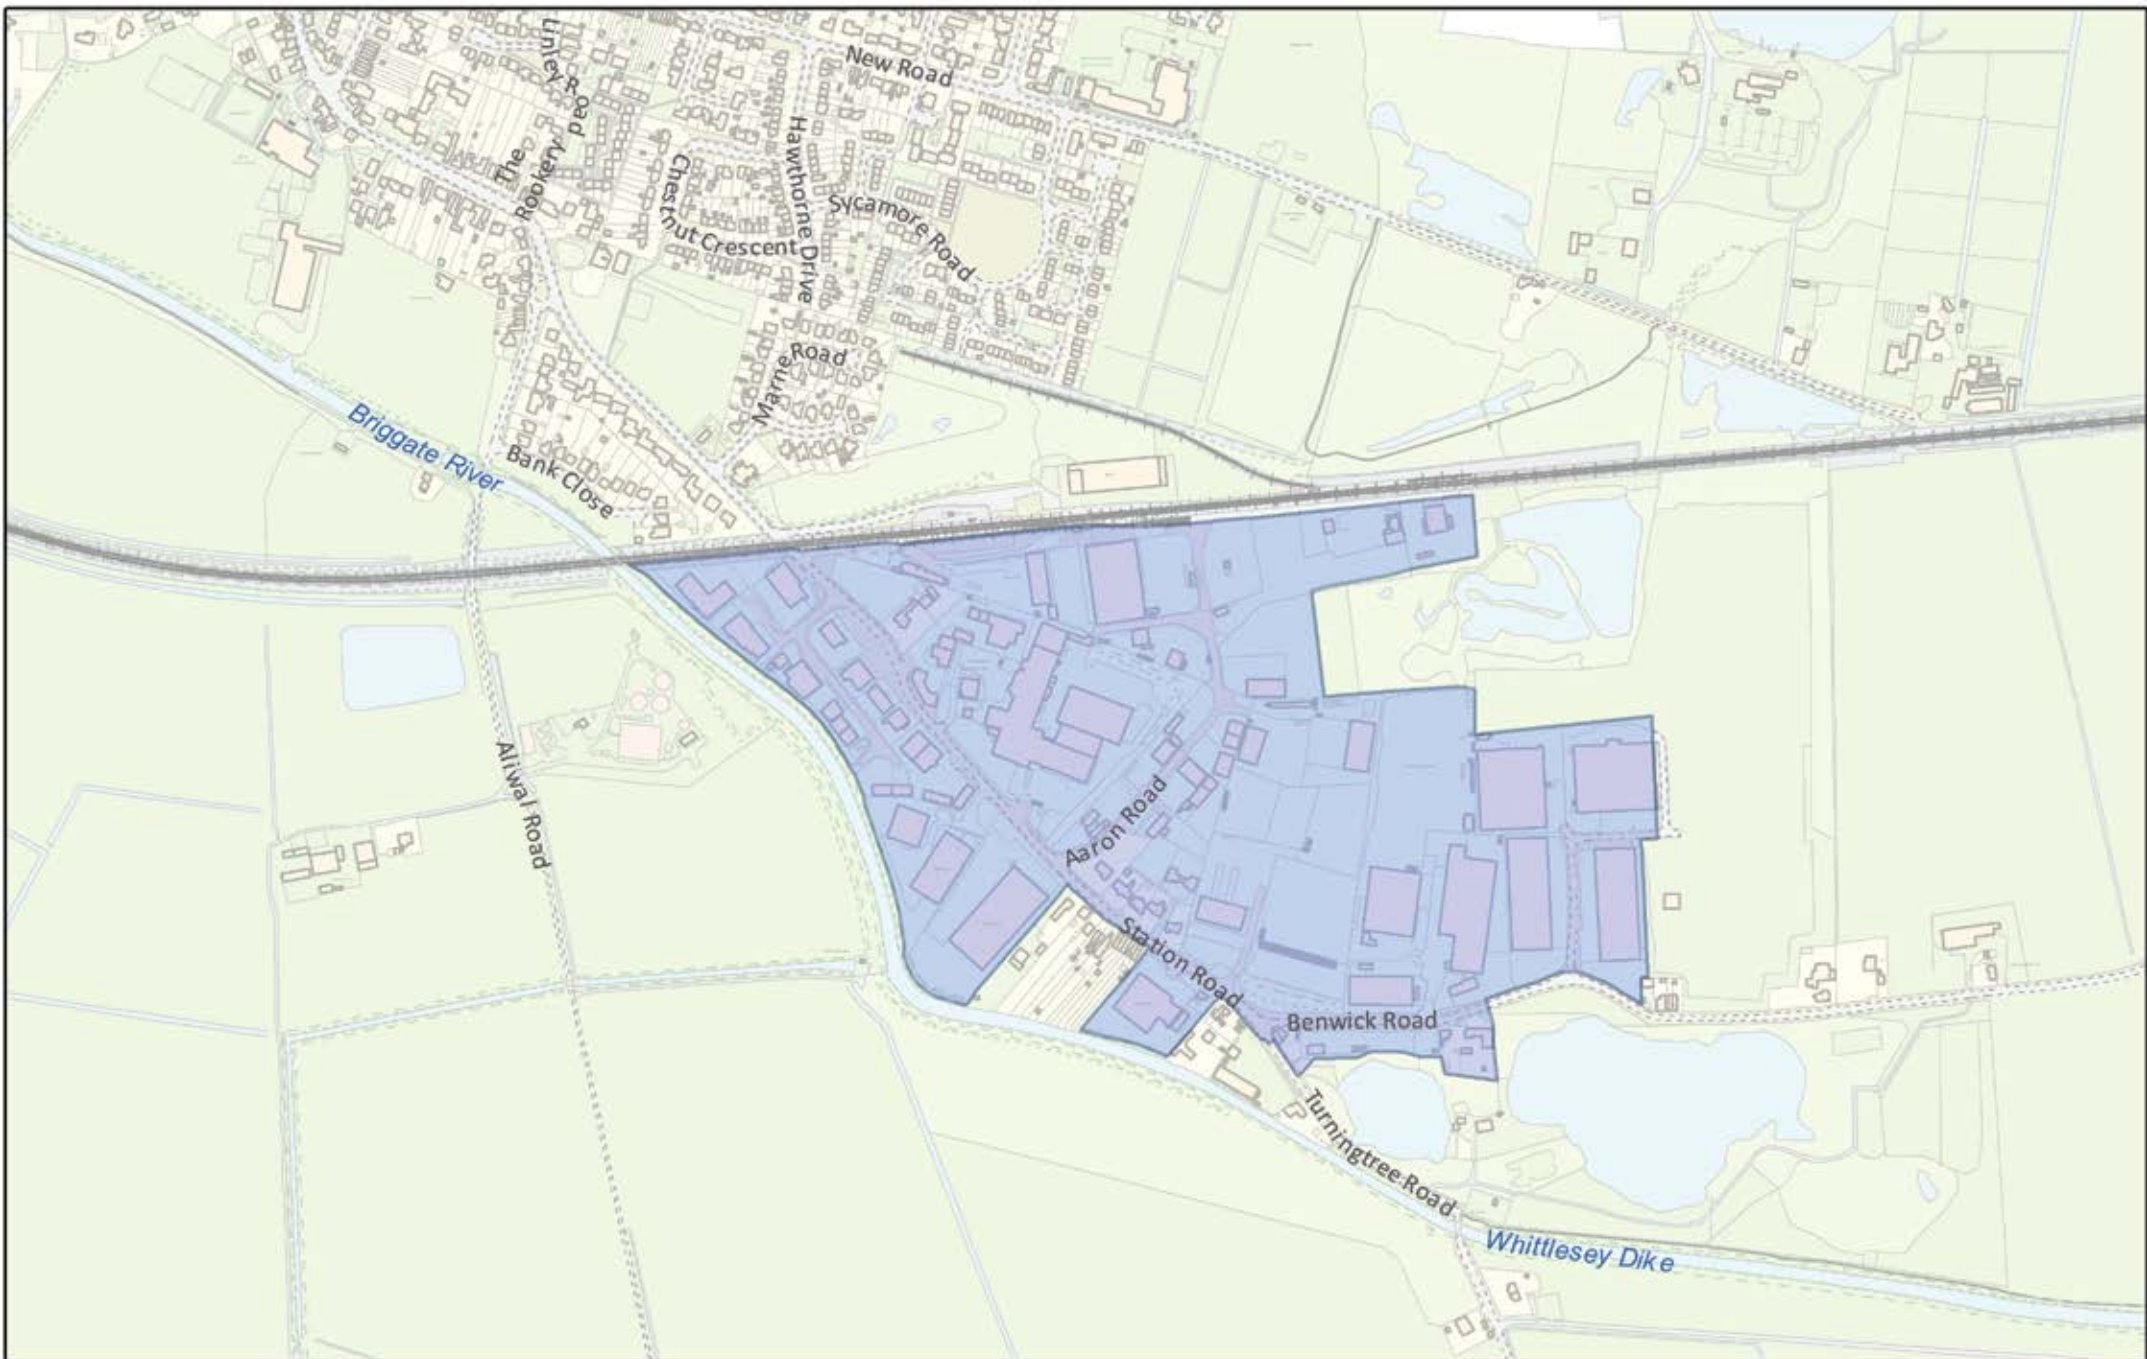 Linley Road
New Road
The
Rookery Road
Hawthorne Drive
Chestnut Crescent
Sycamore Road
Marne Road
Briggate River
Bank Close
Aliwal Road
Aaron Road
Station Road
Benwick Road
Turningtree Road
Whittlesey Dike